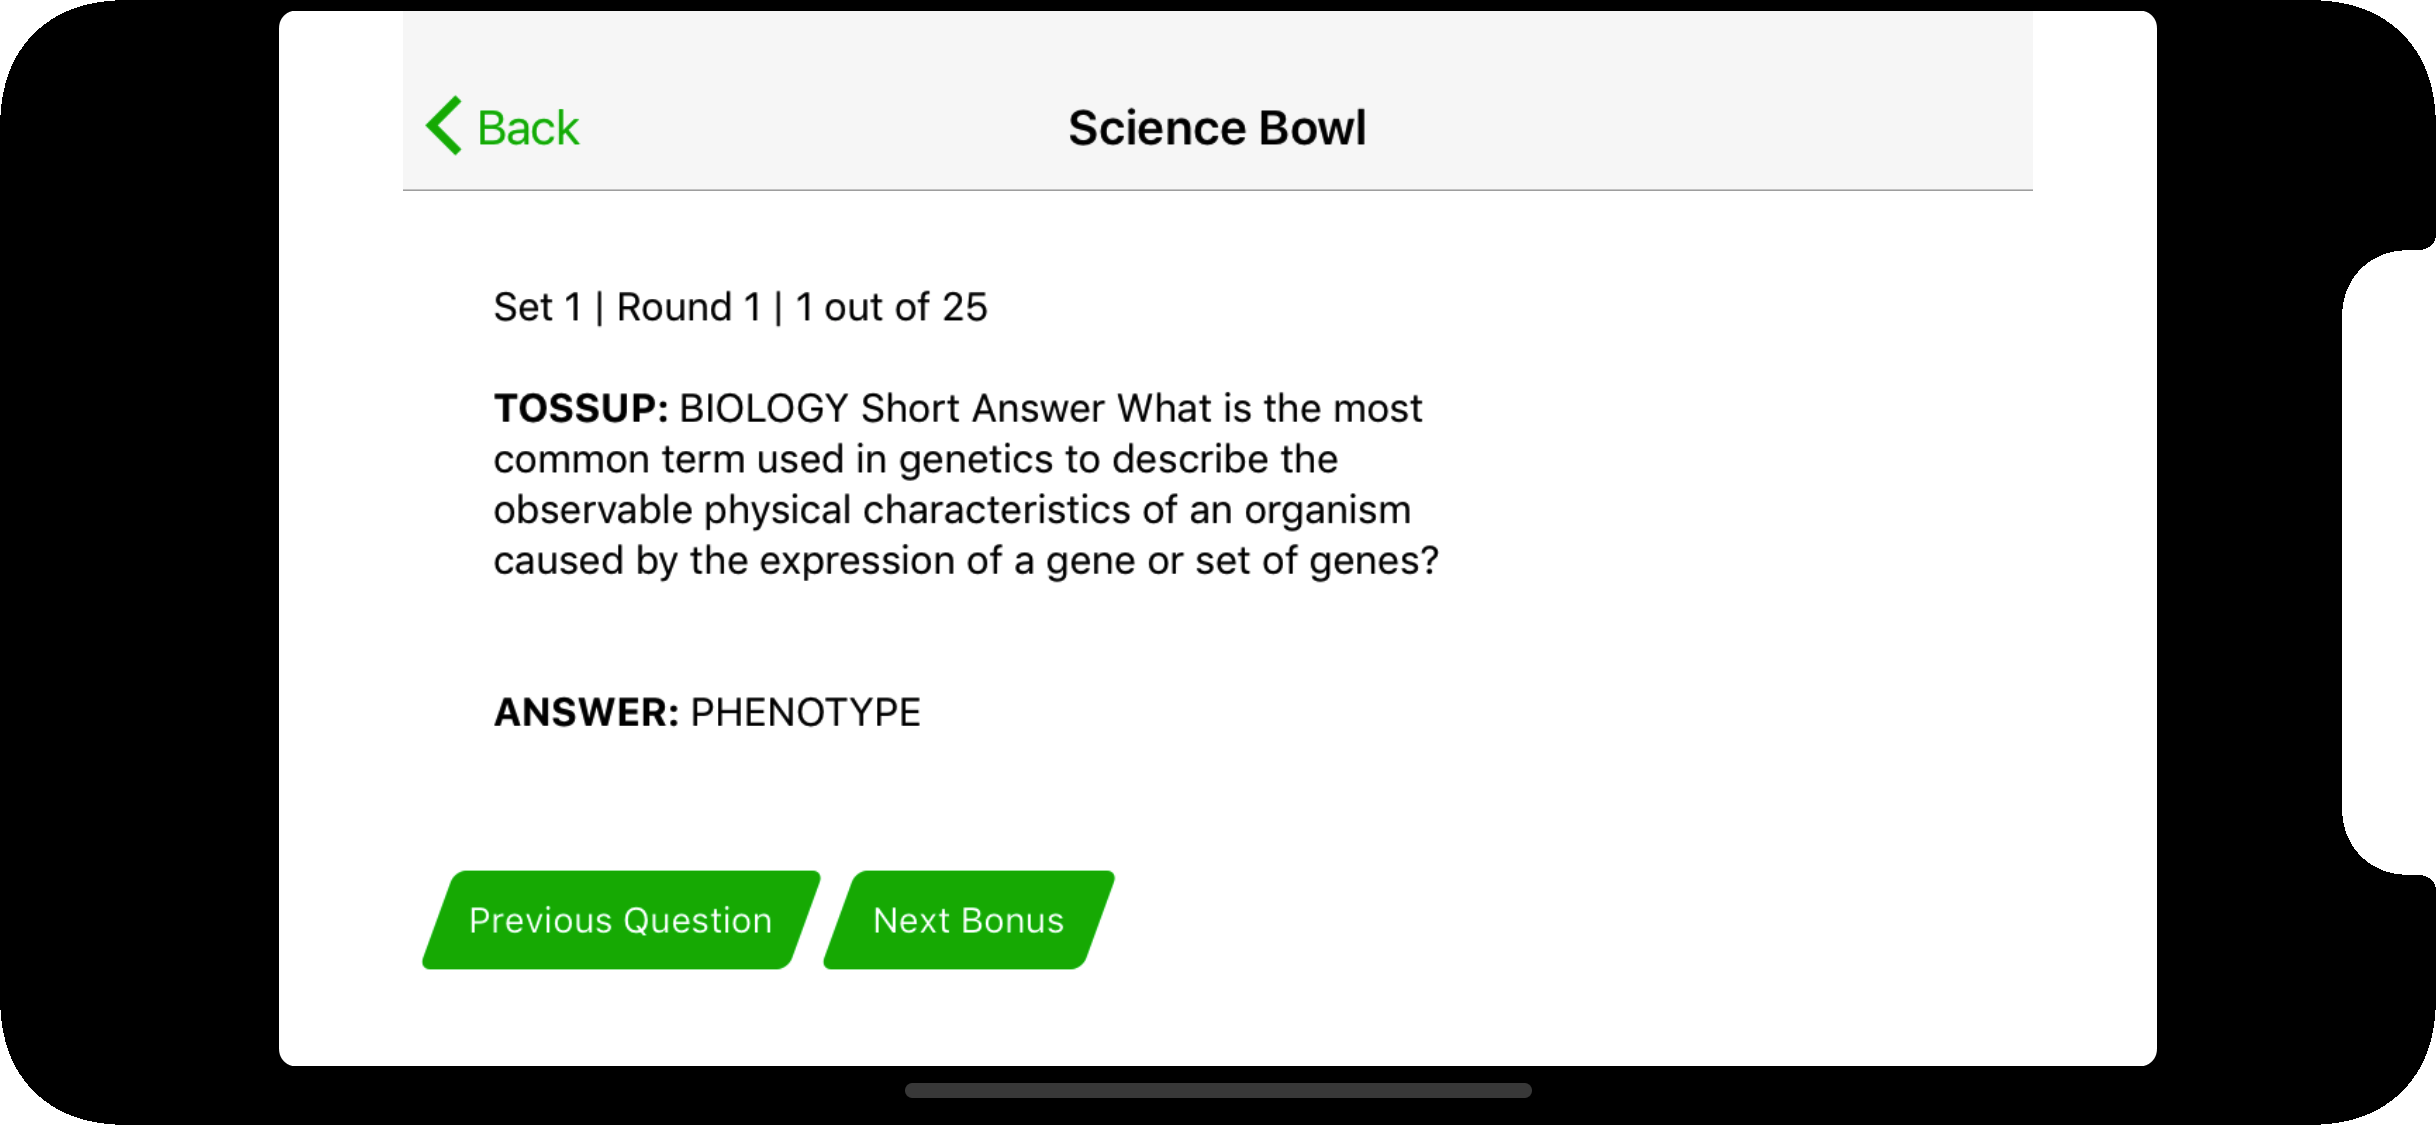 Back
Science Bowl
Set 1 | Round 1 | 1 out of 25
TOSSUP: BIOLOGY Short Answer What is the most
common term used in genetics to describe the
observable physical characteristics of an organism
caused by the expression of a gene or set of genes?
ANSWER: PHENOTYPE
Previous Question
Next Bonus